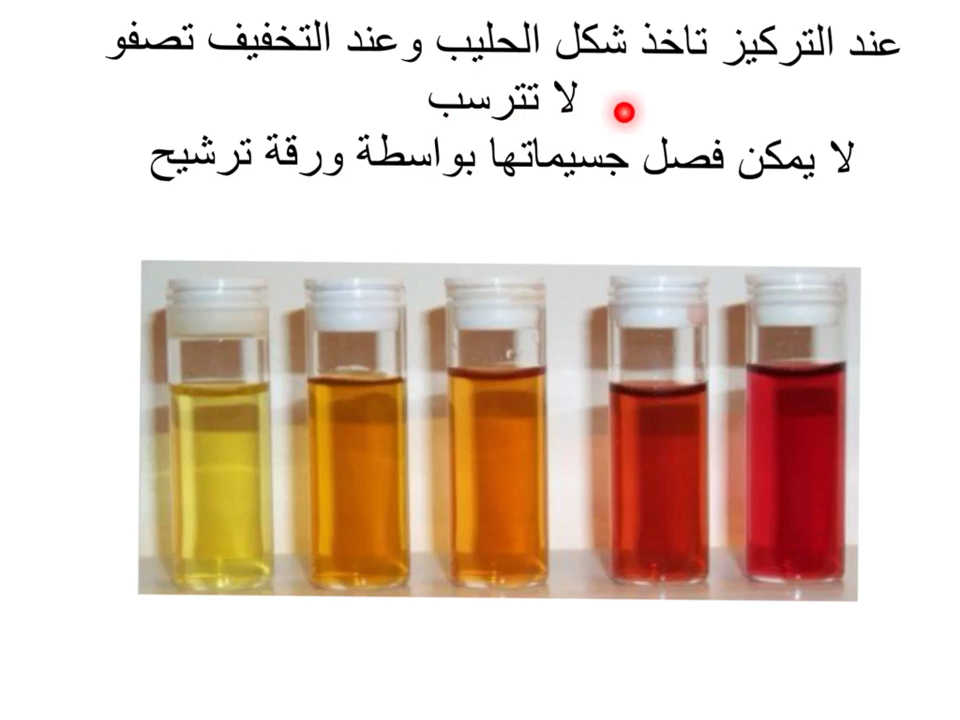 عند التركيز تاخذ شكل الحليب وعند التخفيف تصفو
لا تترسب
لا يمكن فصل جسيماتها بواسطة ورقة ترشيح